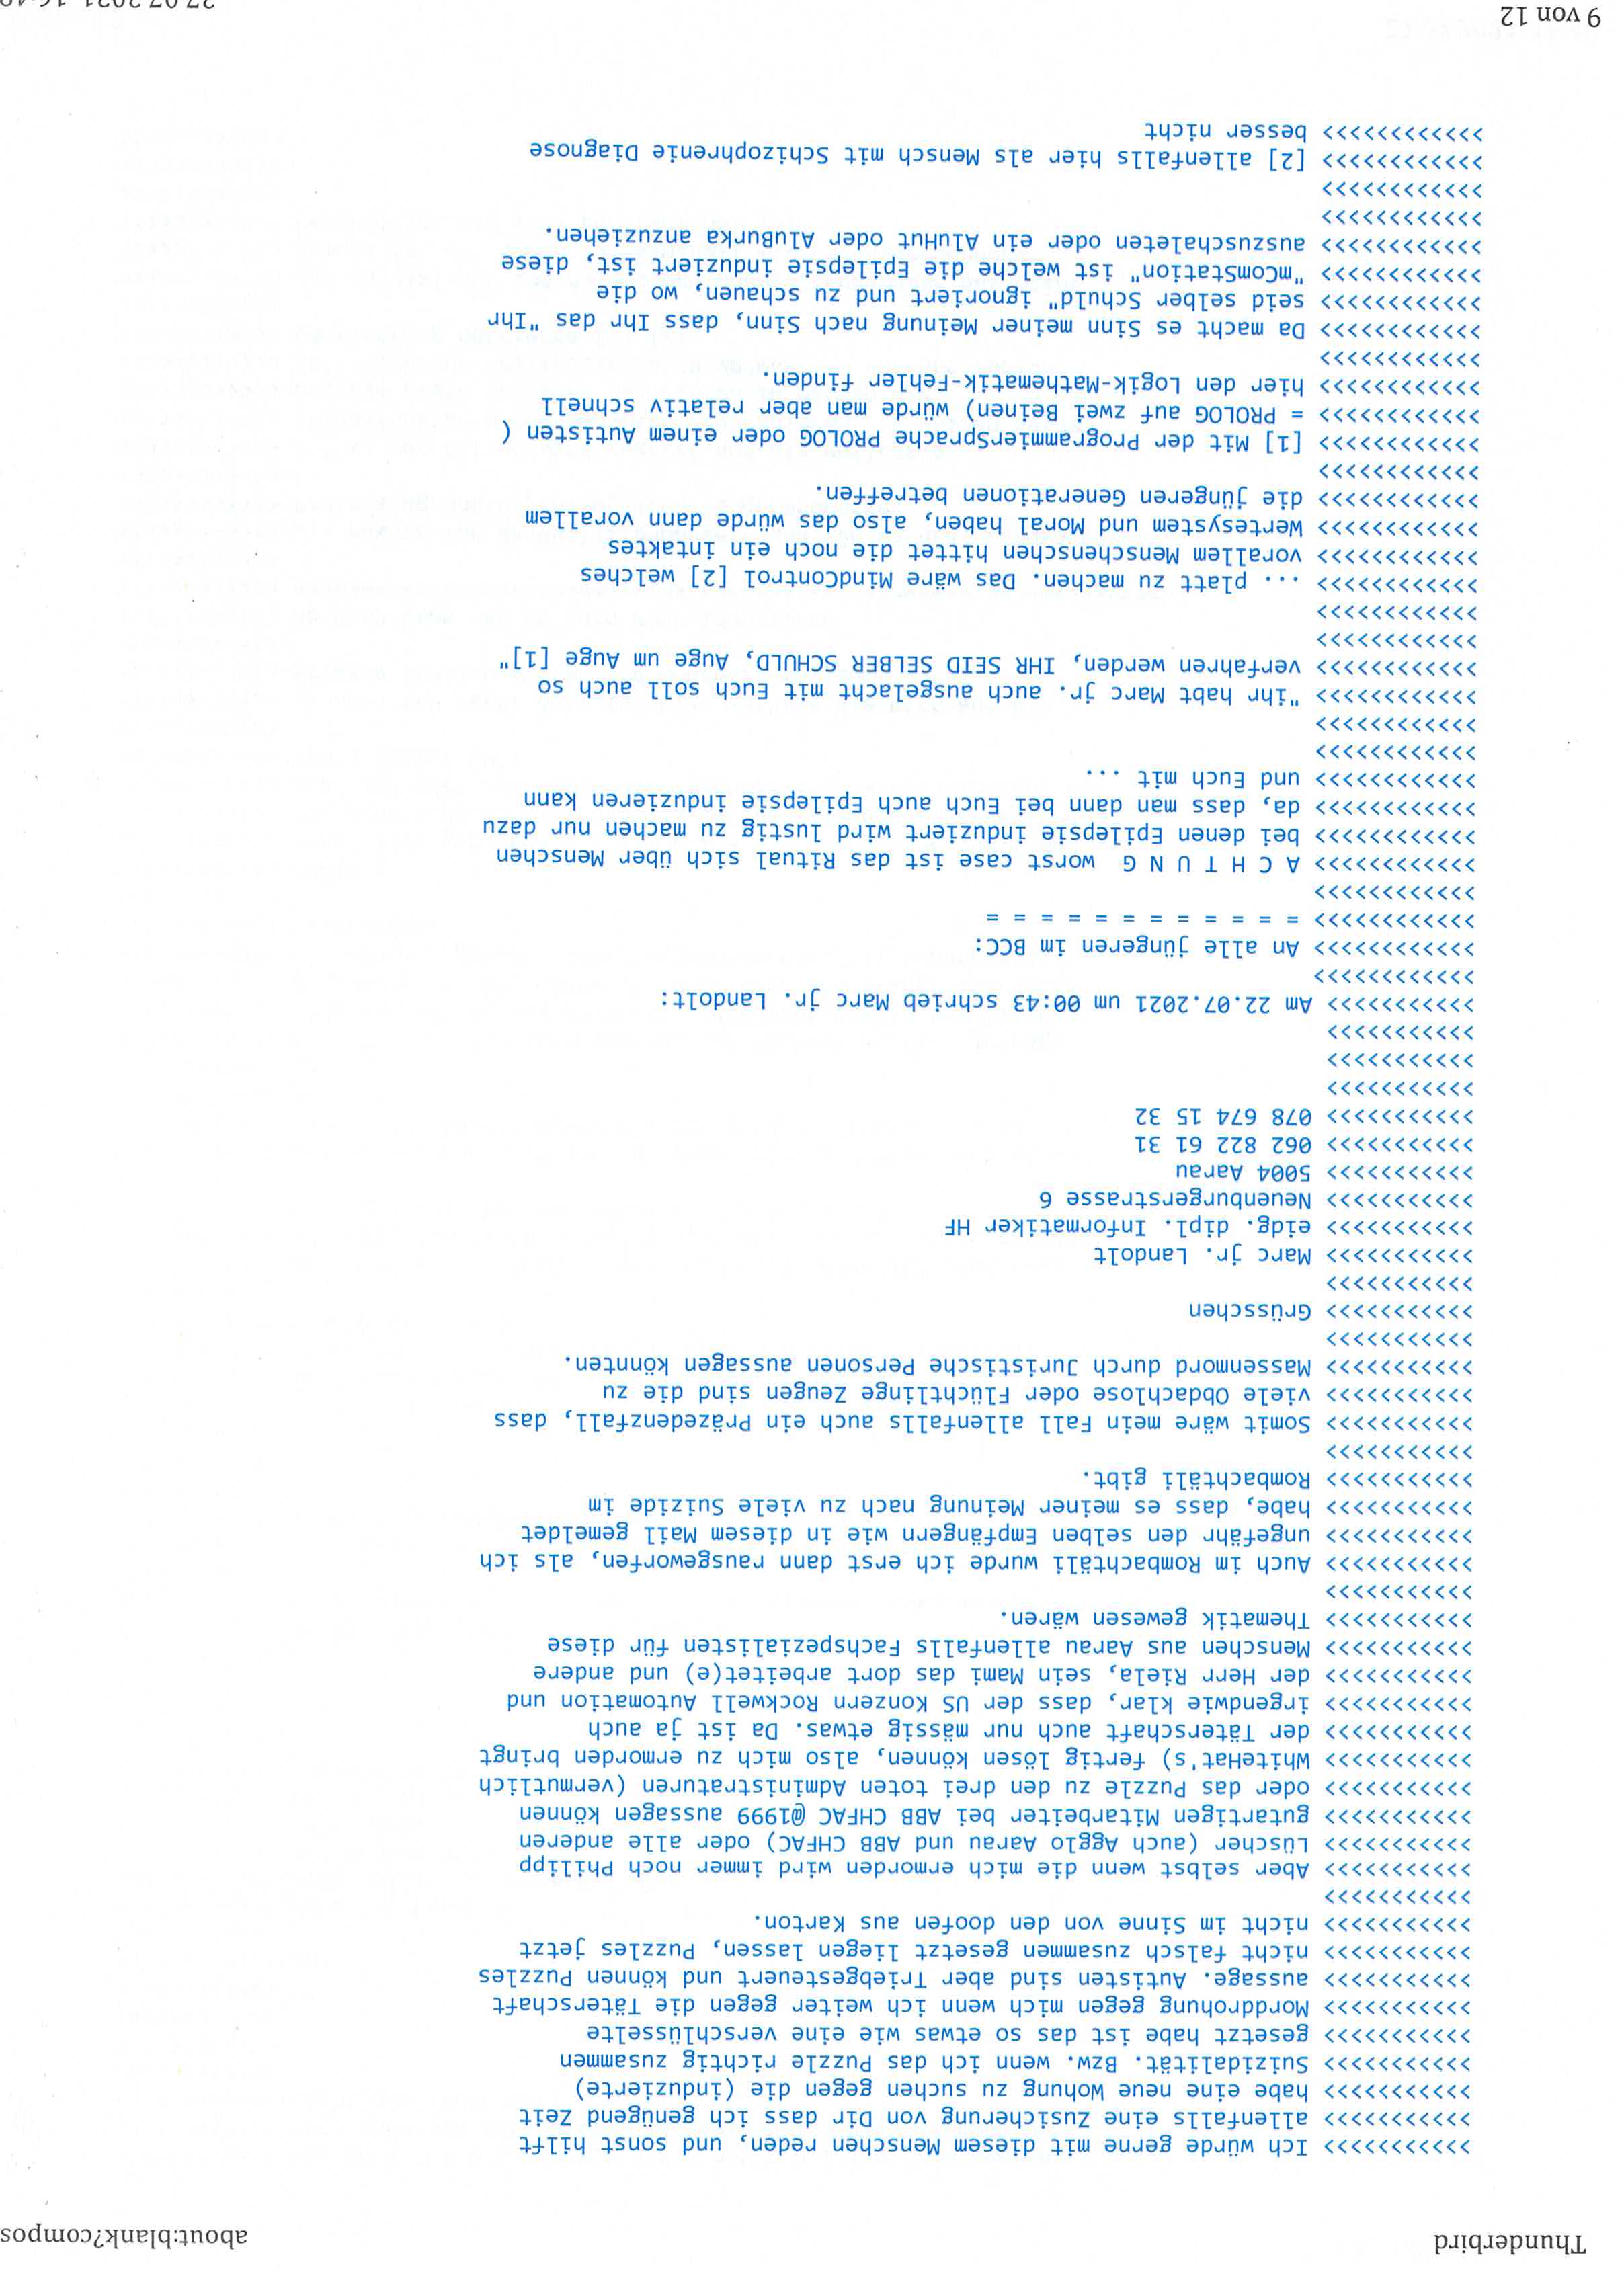 Thunderbird about:blank?compos
>>>>>>>>>>> Ich würde gerne mit diesem Menschen reden, und sonst hilft
>>>>>>>>>>> allenfalls eine Zusicherung von Dir dass ich genügend Zeit
>>>>>>>>>>> habe eine neue Wohung zu suchen gegen die (induzierte)
>>>>>>>>>>> Suizidalität. Bzw. wenn ich das Puzzle richtig zusammen
>>>>>>>>>>> gesetzt habe ist das so etwas wie eine verschlüsselte
>>>>>>>>>>> Morddrohung gegen mich wenn ich weiter gegen die Täterschaft
>>>>>>>>>>> aussage. Autisten sind aber Triebgesteuert und können Puzzles
>>>>>>>>>>> nicht falsch zusammen gesetzt liegen lassen, Puzzles jetzt
>>>>>>>>>>> nicht im Sinne von den doofen aus Karton.
>>>>>>>>>>>
>>>>>>>>>>> Aber selbst wenn die mich ermorden wird immer noch Philipp
>>>>>>>>>>> Lüscher (auch Agglo Aarau und ABB CHFAC) oder alle anderen
>>>>>>>>>>> gutartigen Mitarbeiter bei ABB CHFAC @1999 aussagen können
>>>>>>>>>>> oder das Puzzle zu den drei toten Administraturen (vermutlich
>>>>>>>>>>> WhiteHat's) fertig lösen können, also mich zu ermorden bringt
>>>>>>>>>>> der Täterschaft auch nur mässig etwas. Da ist ja auch
>>>>>>>>>>> irgendwie klar, dass der US Konzern Rockwell Automation und
>>>>>>>>>>> der Herr Riela, sein Mami das dort arbeitet(e) und andere
>>>>>>>>>>> Menschen aus Aarau allenfalls Fachspezialisten für diese
>>>>>>>>>>> Thematik gewesen wären.
>>>>>>>>>>>
>>>>>>>>>>> Auch im Rombachtäli wurde ich erst dann rausgeworfen, als ich
>>>>>>>>>>> ungefähr den selben Empfängern wie in diesem Mail gemeldet
>>>>>>>>>>> habe, dass es meiner Meinung nach zu viele Suizide im
>>>>>>>>>>> Rombachtäli gibt.
>>>>>>>>>>>
>>>>>>>>>>> Somit wäre mein Fall allenfalls auch ein Präzedenzfall, dass
>>>>>>>>>>> viele Obdachlose oder Flüchtlinge Zeugen sind die zu
>>>>>>>>>>> Massenmord durch Juristische Personen aussagen könnten.
>>>>>>>>>>>
>>>>>>>>>>> Grüsschen
>>>>>>>>>>>
>>>>>>>>>>> Marc jr. Landolt
>>>>>>>>>>> eidg. dipl. Informatiker HF
>>>>>>>>>>> Neuenburgerstrasse 6
>>>>>>>>>>> 5004 Aarau
>>>>>>>>>>> 062 822 61 31
>>>>>>>>>>> 078 674 15 32
>>>>>>>>>>>
>>>>>>>>>>>
>>>>>>>>>>>
>>>>>>>>>>> Am 22.07.2021 um 00:43 schrieb Marc jr. Landolt:
>>>>>>>>>>>>
>>>>>>>>>>>> An alle jüngeren im BCC:
>>>>>>>>>>>> = = = = = = = = = = = =
>>>>>>>>>>>>
>>>>>>>>>>>> A C H T U N G  worst case ist das Ritual sich über Menschen
>>>>>>>>>>>> bei denen Epilepsie induziert wird lustig zu machen nur dazu
>>>>>>>>>>>> da, dass man dann bei Euch auch Epilepsie induzieren kann
>>>>>>>>>>>> und Euch mit ...
>>>>>>>>>>>>
>>>>>>>>>>>>
>>>>>>>>>>>> "ihr habt Marc jr. auch ausgelacht mit Euch soll auch so
>>>>>>>>>>>> verfahren werden, IHR SEID SELBER SCHULD, Auge um Auge [1]"
>>>>>>>>>>>>
>>>>>>>>>>>>
>>>>>>>>>>>> ... platt zu machen. Das wäre MindControl [2] welches
>>>>>>>>>>>> vorallem Menschenschen hittet die noch ein intaktes
>>>>>>>>>>>> Wertesystem und Moral haben, also das würde dann vorallem
>>>>>>>>>>>> die jüngeren Generationen betreffen.
>>>>>>>>>>>>
>>>>>>>>>>>> [1] Mit der ProgrammierSprache PROLOG oder einem Autisten (
>>>>>>>>>>>> = PROLOG auf zwei Beinen) würde man aber relativ schnell
>>>>>>>>>>>> hier den Logik-Mathematik-Fehler finden.
>>>>>>>>>>>>
>>>>>>>>>>>> Da macht es Sinn meiner Meinung nach Sinn, dass Ihr das "Ihr
>>>>>>>>>>>> seid selber Schuld" ignoriert und zu schauen, wo die
>>>>>>>>>>>> "mComStation" ist welche die Epilepsie induziert ist, diese
>>>>>>>>>>>> auszuschaleten oder ein AluHut oder AluBurka anzuziehen.
>>>>>>>>>>>>
>>>>>>>>>>>>
>>>>>>>>>>>> [2] allenfalls hier als Mensch mit Schizophrenie Diagnose
>>>>>>>>>>>> besser nicht
9 von 12 27.07.2021, 16:48